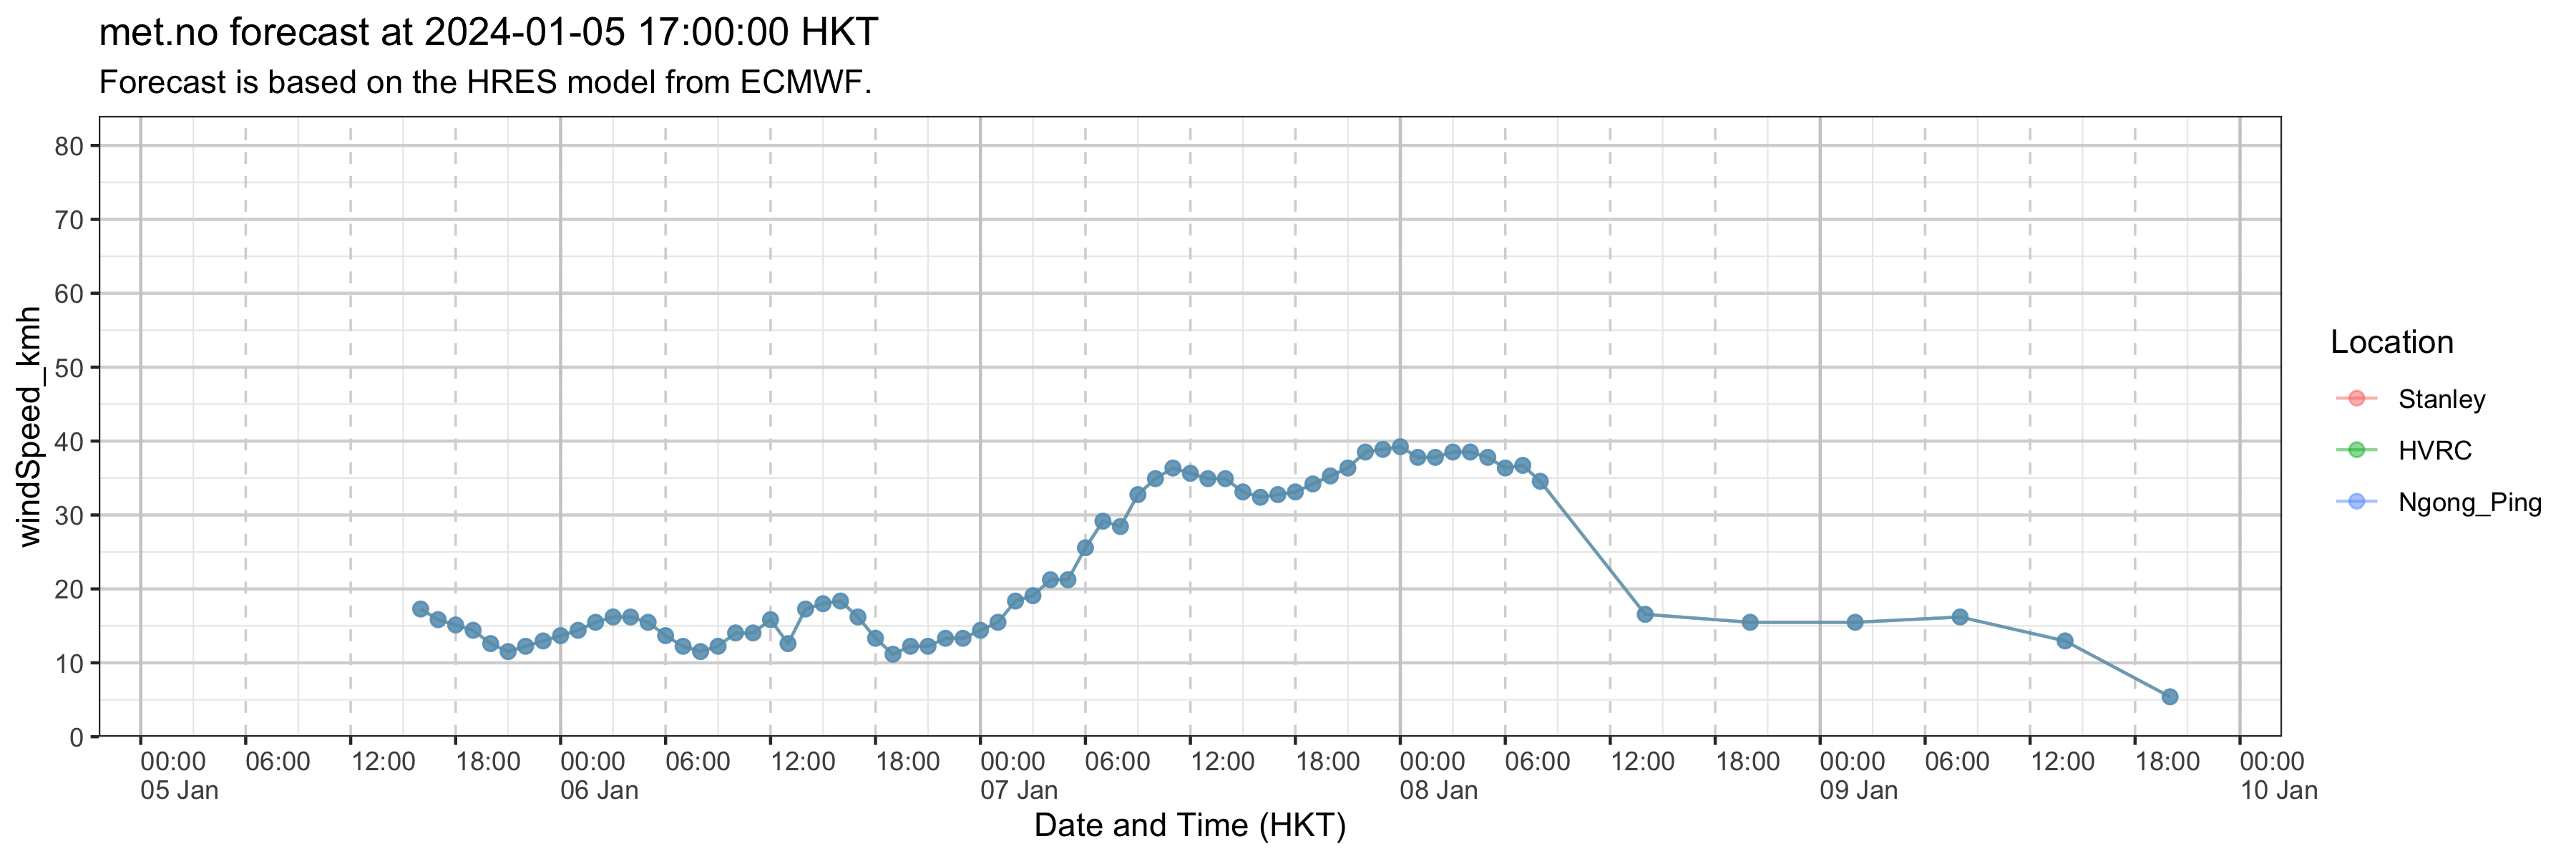 met.no forecast at 2024-01-05 17:00:00 HKT
Forecast is based on the HRES model from ECMWF.
windSpeed_kmh
80
70
60
50
40
30
20
10
0
00:00 06:00 12:00 18:00 00:00 06:00 12:00 18:00 00:00 06:00 12:00 18:00 00:00 06:00 12:00 18:00 00:00 06:00 12:00 18:00 00:00
05 Jan 06 Jan 07 Jan 08 Jan 09 Jan 10 Jan
Date and Time (HKT)
Location
Stanley
HVRC
Ngong_Ping